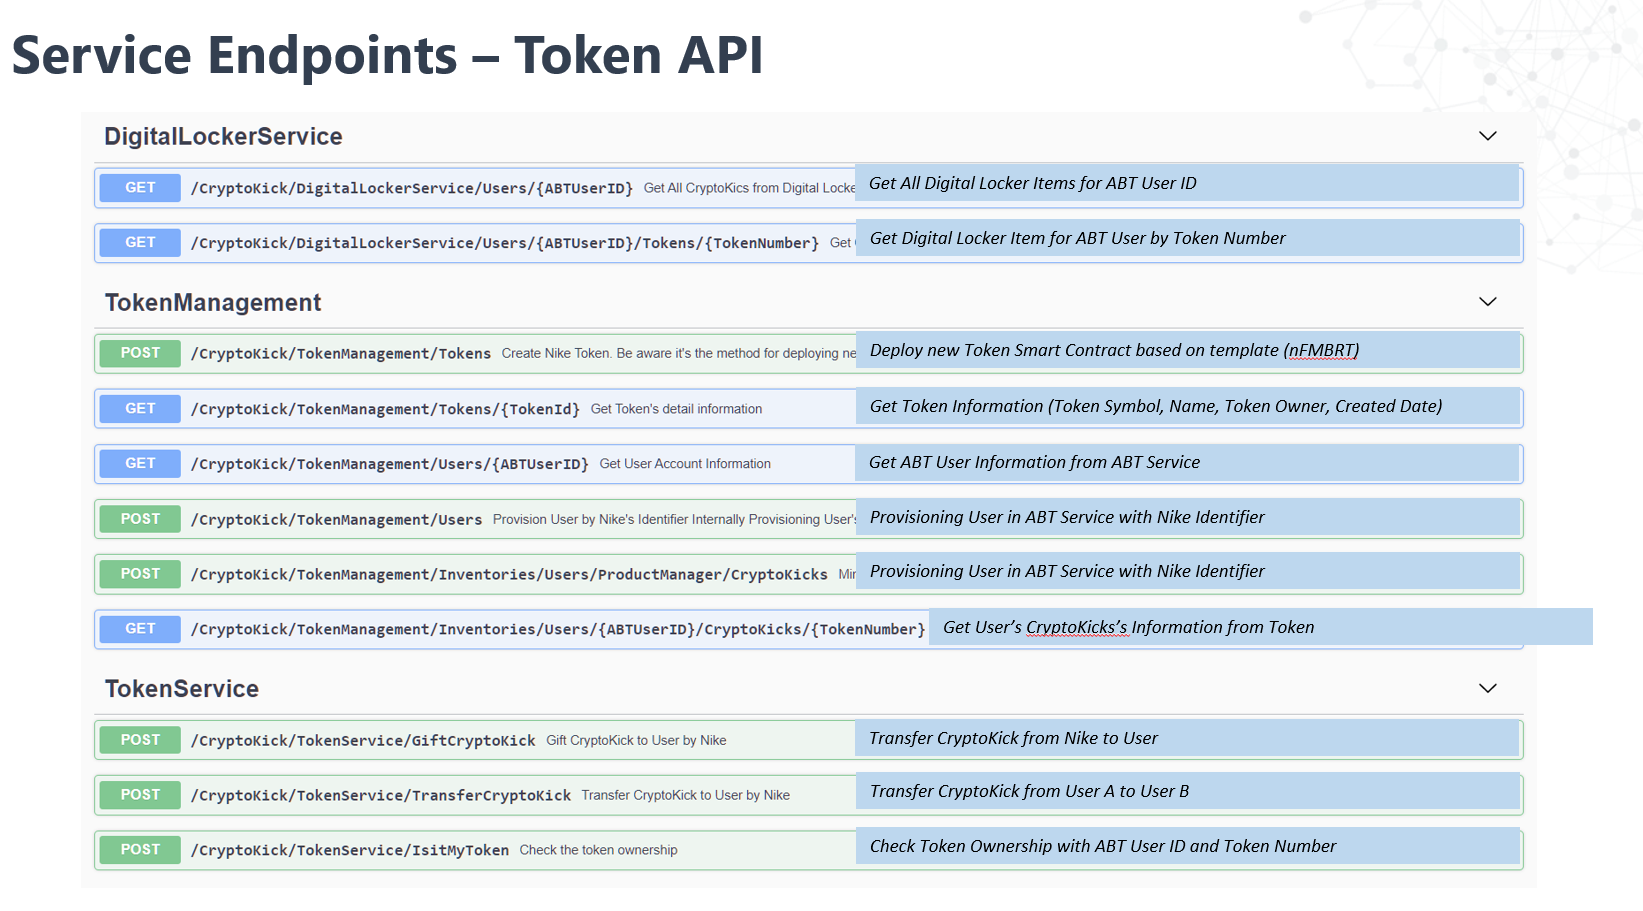 Service Endpoints – Token API
DigitalLockerService
GET /CryptoKick/DigitalLockerService/Users/{ABTUserID} Get All CryptoKics from Digital Locke Get All Digital Locker Items for ABT User ID
GET /CryptoKick/DigitalLockerService/Users/{ABTUserID}/Tokens/{TokenNumber} Get Get Digital Locker Item for ABT User by Token Number
TokenManagement
POST /CryptoKick/TokenManagement/Tokens Create Nike Token. Be aware it's the method for deploying ne Deploy new Token Smart Contract based on template (nFMBRT)
GET /CryptoKick/TokenManagement/Tokens/{TokenId} Get Token's detail information Get Token Information (Token Symbol, Name, Token Owner, Created Date)
GET /CryptoKick/TokenManagement/Users/{ABTUserID} Get User Account Information Get ABT User Information from ABT Service
POST /CryptoKick/TokenManagement/Users Provision User by Nike's Identifier Internally Provisioning User's Provisioning User in ABT Service with Nike Identifier
POST /CryptoKick/TokenManagement/Inventories/Users/ProductManager/CryptoKicks Provisioning User in ABT Service with Nike Identifier
GET /CryptoKick/TokenManagement/Inventories/Users/{ABTUserID}/CryptoKicks/{TokenNumber} Get User’s CryptoKicks’s Information from Token
TokenService
POST /CryptoKick/TokenService/GiftCryptoKick Gift CryptoKick to User by Nike Transfer CryptoKick from Nike to User
POST /CryptoKick/TokenService/TransferCryptoKick Transfer CryptoKick to User by Nike Transfer CryptoKick from User A to User B
POST /CryptoKick/TokenService/IsitMyToken Check the token ownership Check Token Ownership with ABT User ID and Token Number